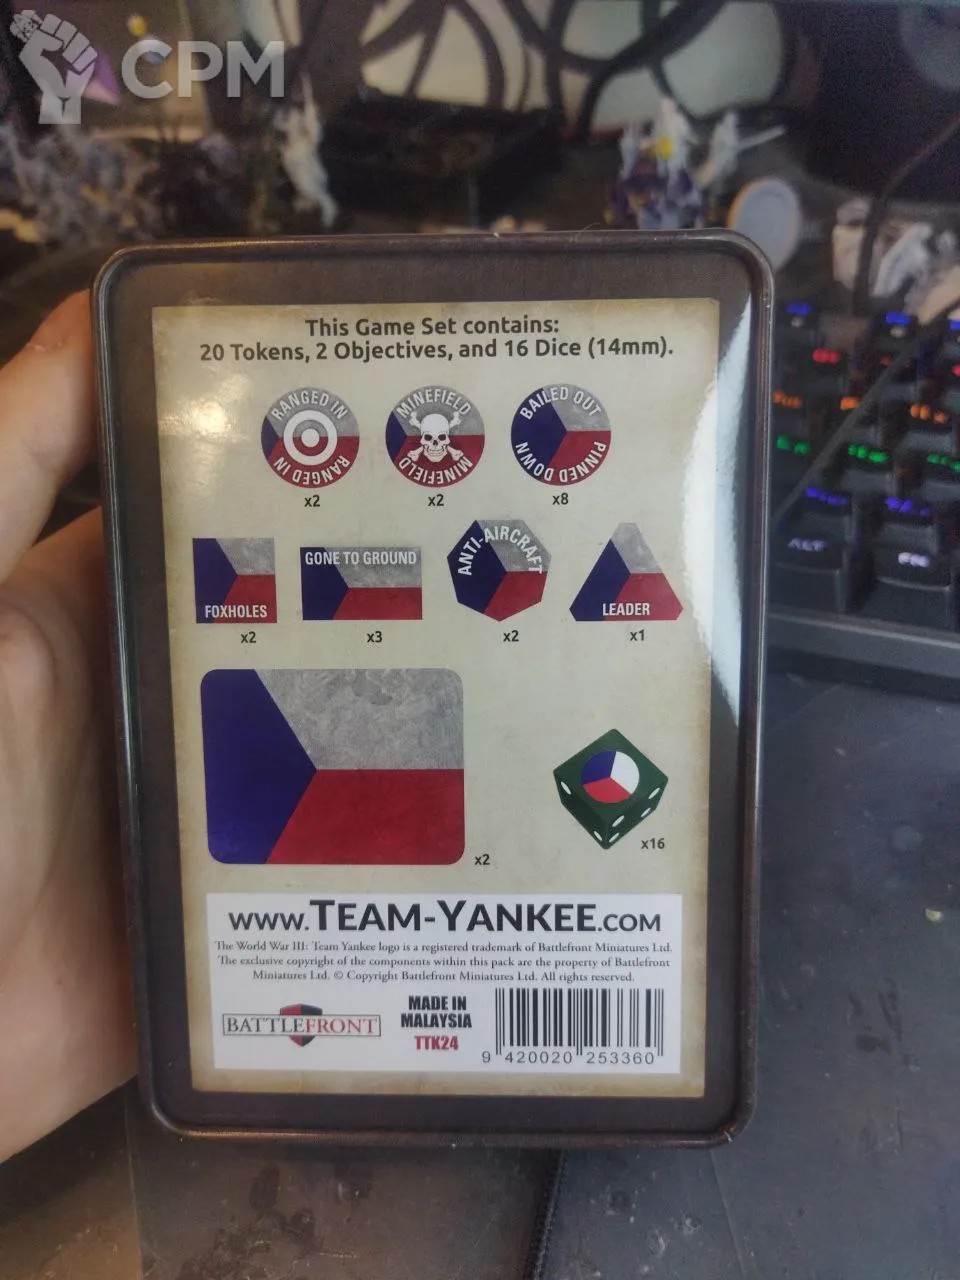 CPM
This Game Set contains:
20 Tokens, 2 Objectives, and 16 Dice (14mm).
RANGED IN
RANGED IN
MINEFIELD
MINEFIELD
BAILED OUT
PINNED DOWN
x2
x2
x8
FOXHOLES
GONE TO GROUND
ANTI-AIRCRAFT
LEADER
x2
x3
x2
x1
x2
x16
www.TEAM-YANKEE.com
The World War III: Team Yankee logo is a registered trademark of Battlefront Miniatures Ltd.
The exclusive copyright of the components within this pack are the property of Battlefront
Miniatures Ltd. © Copyright Battlefront Miniatures Ltd. All rights reserved.
BATTLEFRONT
MADE IN
MALAYSIA
TTK24
9 420020 253360
ALT